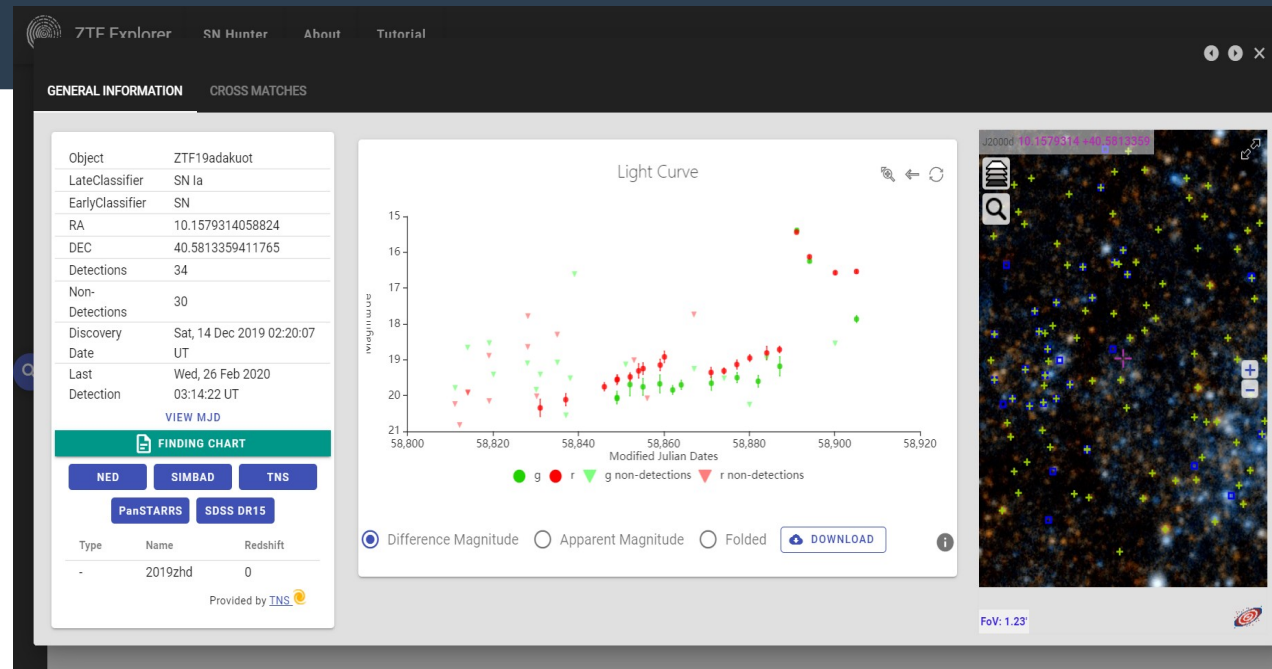 ZTF Explorer SN Hunter About Tutorial
GENERAL INFORMATION CROSS MATCHES
Object ZTF19adakuot
LateClassifier SN Ia
EarlyClassifier SN
RA 10.1579314058824
DEC 40.5813359411765
Detections 34
Non-
Detections 30
Discovery Sat, 14 Dec 2019 02:20:07
Date UT
Last Wed, 26 Feb 2020
Detection 03:14:22 UT
VIEW MJD
FINDING CHART
NED SIMBAD TNS
PanSTARRS SDSS DR15
Type Name Redshift
- 2019zhd 0
Provided by TNS
Light Curve
15
16
17
18
19
20
21
Magnitude
58,800 58,820 58,840 58,860 58,880 58,900 58,920
Modified Julian Dates
g r g non-detections r non-detections
Difference Magnitude Apparent Magnitude Folded DOWNLOAD
J2000d 10.1579314 +40.5813359
FoV: 1.23'